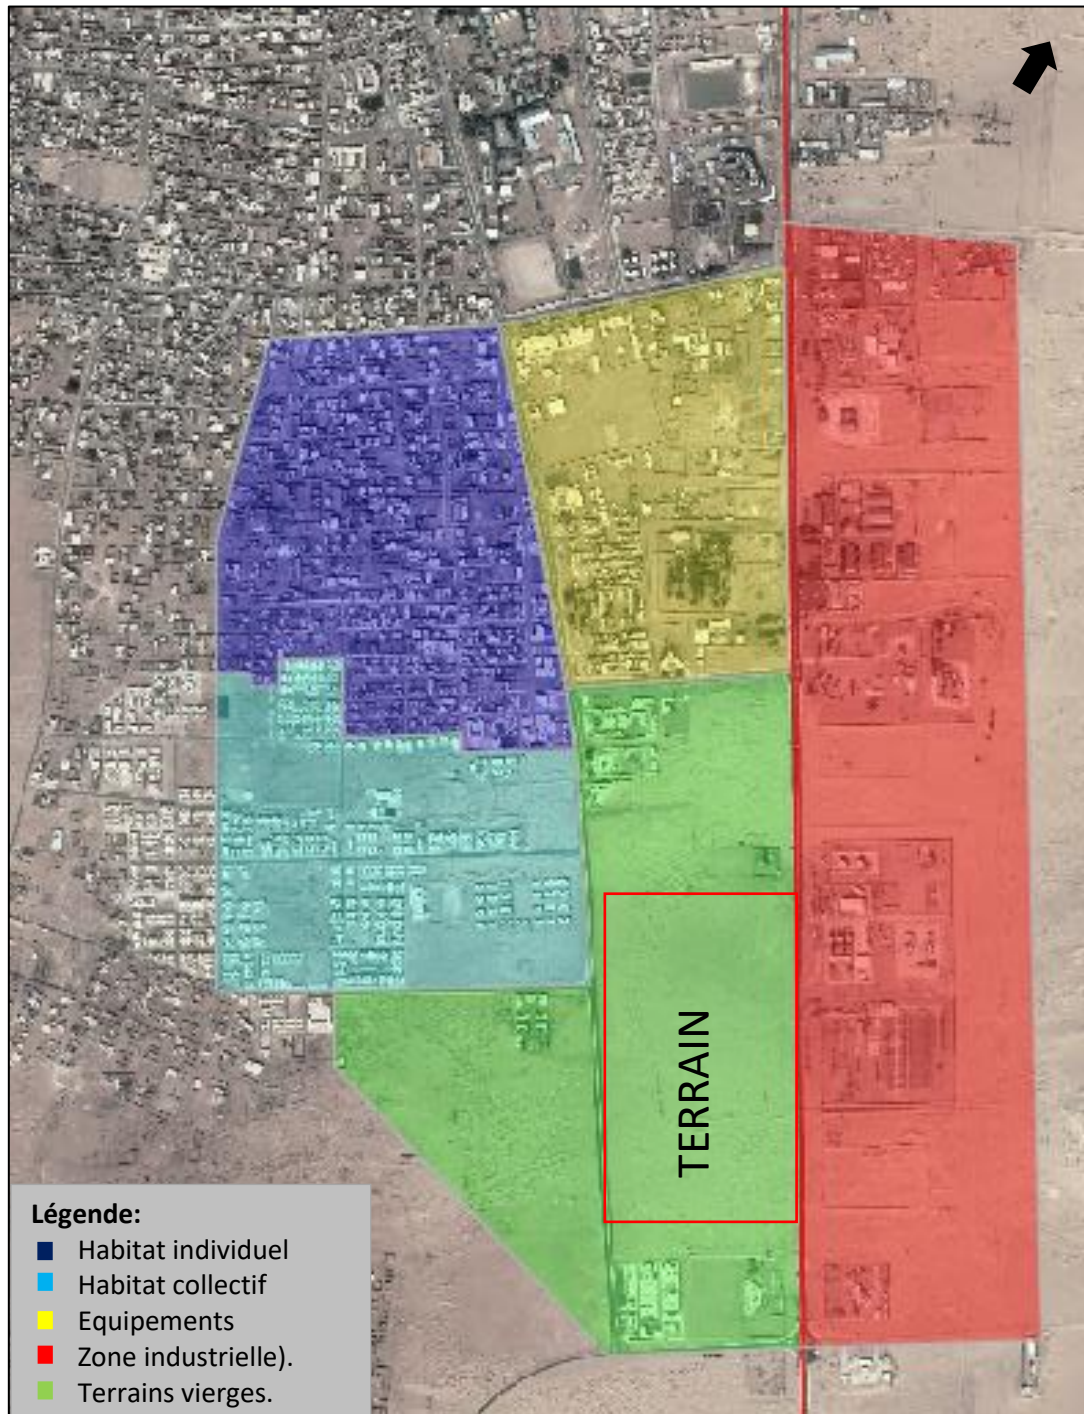 TERRAIN
Légende:
Habitat individuel
Habitat collectif
Equipements
Zone industrielle).
Terrains vierges.